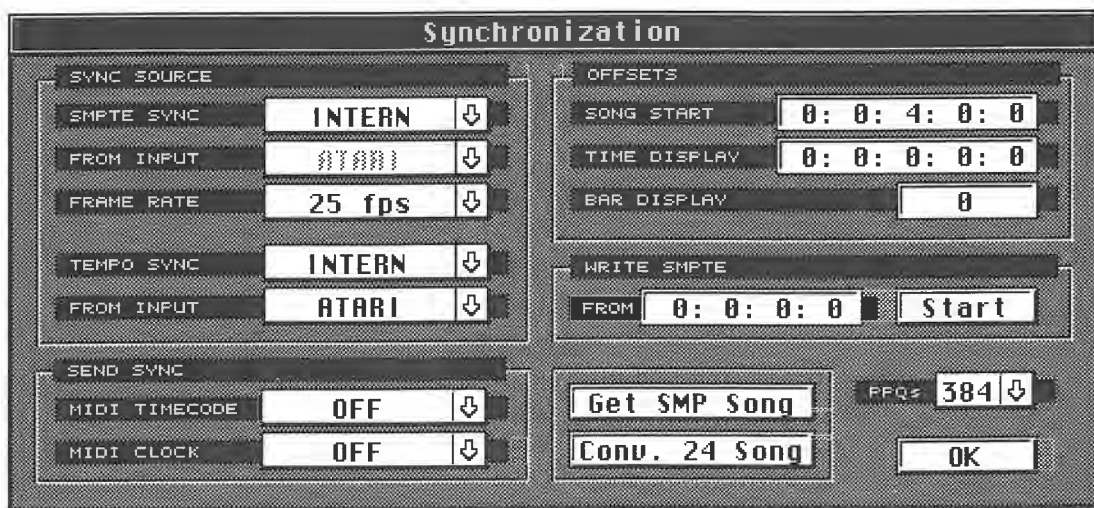 Synchronization
SYNC SOURCE
SMPTE SYNC INTERN
FROM INPUT ATARI
FRAME RATE 25 fps
TEMPO SYNC INTERN
FROM INPUT ATARI
SEND SYNC
MIDI TIMECODE OFF
MIDI CLOCK OFF
OFFSETS
SONG START 0: 0: 4: 0: 0
TIME DISPLAY 0: 0: 0: 0: 0
BAR DISPLAY 0
WRITE SMPTE
FROM 0: 0: 0: 0 Start
Get SMP Song
Conv. 24 Song
PPQs 384
OK